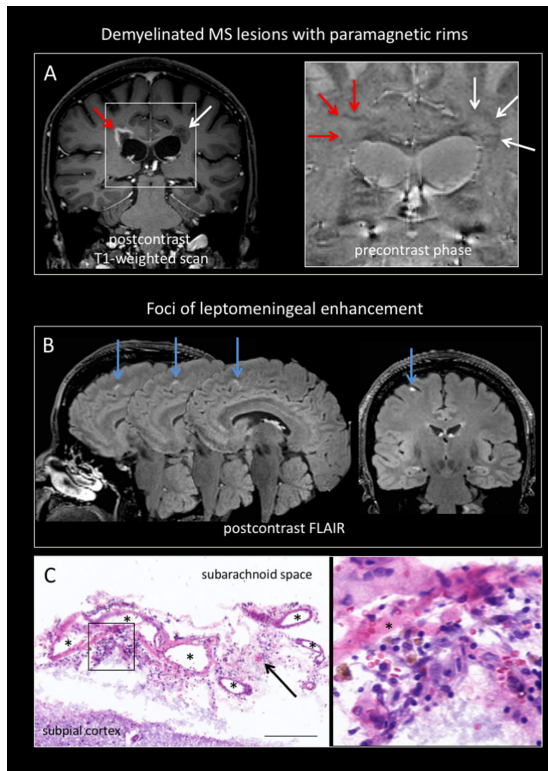 Demyelinated MS lesions with paramagnetic rims
A
postcontrast
T1-weighted scan
precontrast phase
Foci of leptomeningeal enhancement
B
postcontrast FLAIR
C
subarachnoid space
*
*
*
*
*
*
*
subpial cortex